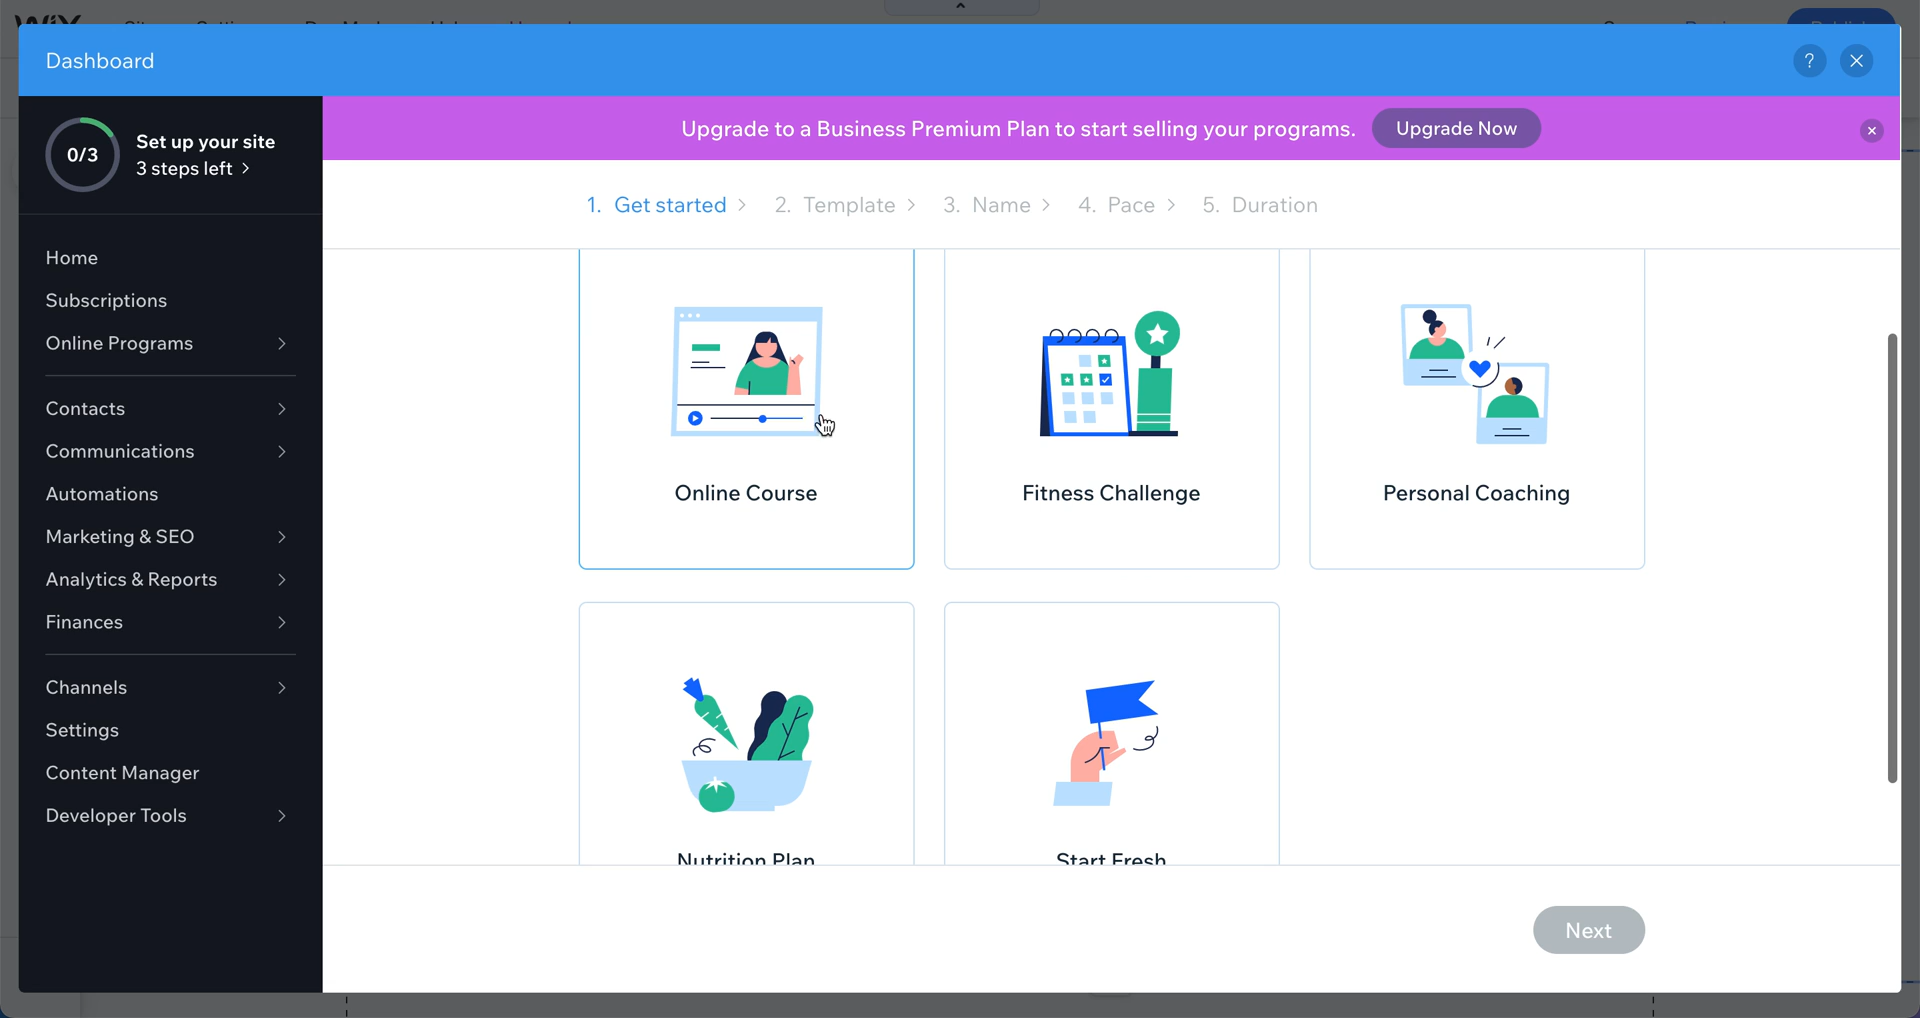 Dashboard
?
Upgrade to a Business Premium Plan to start selling your programs.
Upgrade Now
0/3
Set up your site
3 steps left >
1. Get started > 2. Template > 3. Name > 4. Pace > 5. Duration
Home
Subscriptions
Online Programs
Contacts
Communications
Automations
Marketing & SEO
Analytics & Reports
Finances
Channels
Settings
Content Manager
Developer Tools
Online Course
Fitness Challenge
Personal Coaching
Nutrition Plan
Start Fresh
Next